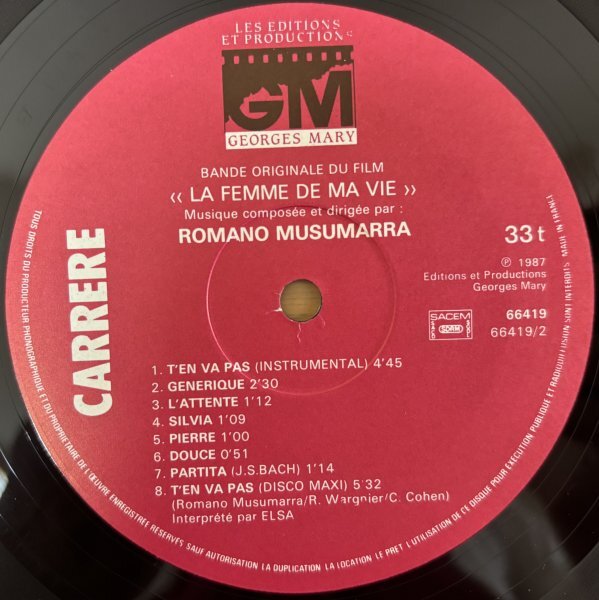 LES EDITIONS
ET PRODUCTIONS
GM
GEORGES MARY
BANDE ORIGINALE DU FILM
‹‹ LA FEMME DE MA VIE ››
Musique composée et dirigée par :
ROMANO MUSUMARRA
33 t
℗ 1987
Editions et Productions
Georges Mary
SACEM
SDRM
66419
66419/2
CARRERE
1. T'EN VA PAS (INSTRUMENTAL) 4'45
2. GENERIQUE 2'30
3. L'ATTENTE 1'12
4. SILVIA 1'09
5. PIERRE 1'00
6. DOUCE 0'51
7. PARTITA (J.S.BACH) 1'14
8. T'EN VA PAS (DISCO MAXI) 5'32
(Romano Musumarra/R. Wargnier/C. Cohen)
Interprété par ELSA
TOUS DROITS DU PRODUCTEUR PHONOGRAPHIQUE ET DU PROPRIETAIRE DE L'ŒUVRE ENREGISTREE RÉSERVÉS SAUF AUTORISATION LA DUPLICATION LA LOCATION LE PRET L'UTILISATION DE CE DISQUE POUR EXECUTION PUBLIQUE ET RADIODIFFUSION SONT INTERDITS MADE IN FRANCE